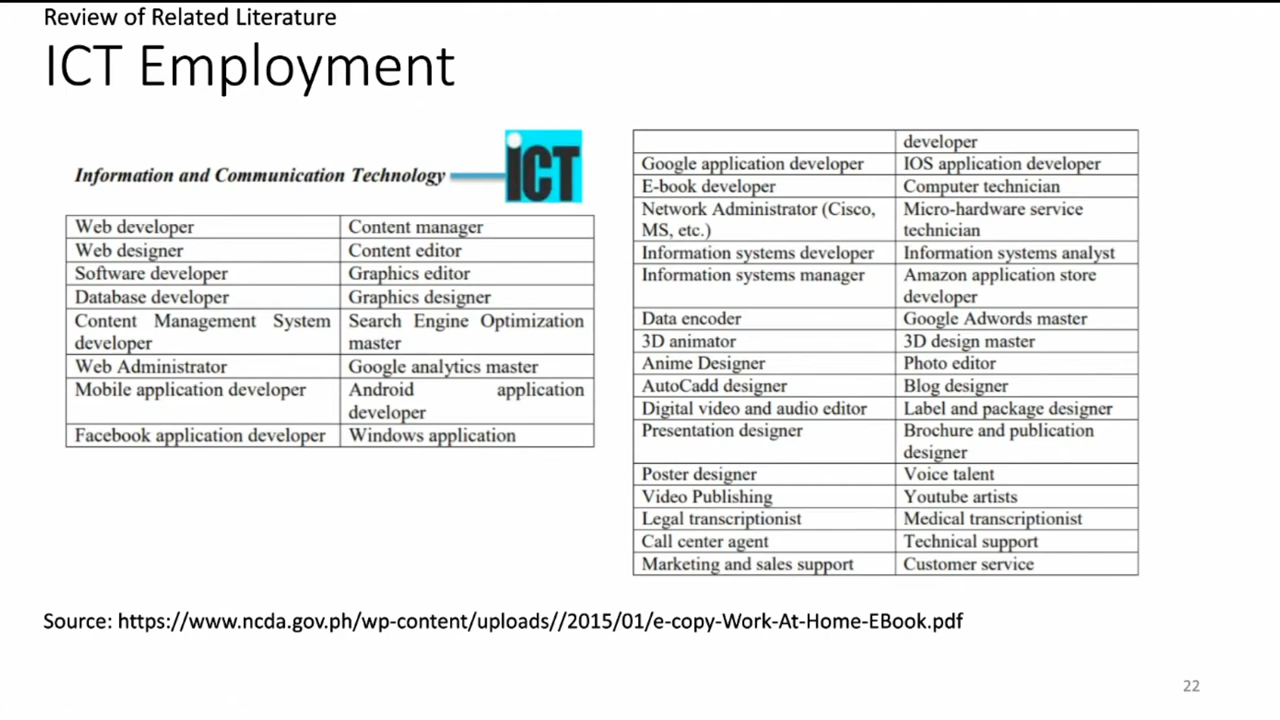 Review of Related Literature
ICT Employment
Information and Communication Technology
iCT
Web developer
Content manager
Web designer
Content editor
Software developer
Graphics editor
Database developer
Graphics designer
Content Management System
developer
Search Engine Optimization
master
Web Administrator
Google analytics master
Mobile application developer
Android application
developer
Facebook application developer
Windows application
developer
Google application developer
IOS application developer
E-book developer
Computer technician
Network Administrator (Cisco,
MS, etc.)
Micro-hardware service
technician
Information systems developer
Information systems analyst
Information systems manager
Amazon application store
developer
Data encoder
Google Adwords master
3D animator
3D design master
Anime Designer
Photo editor
AutoCadd designer
Blog designer
Digital video and audio editor
Label and package designer
Presentation designer
Brochure and publication
designer
Poster designer
Voice talent
Video Publishing
Youtube artists
Legal transcriptionist
Medical transcriptionist
Call center agent
Technical support
Marketing and sales support
Customer service
Source: https://www.ncda.gov.ph/wp-content/uploads//2015/01/e-copy-Work-At-Home-EBook.pdf
22